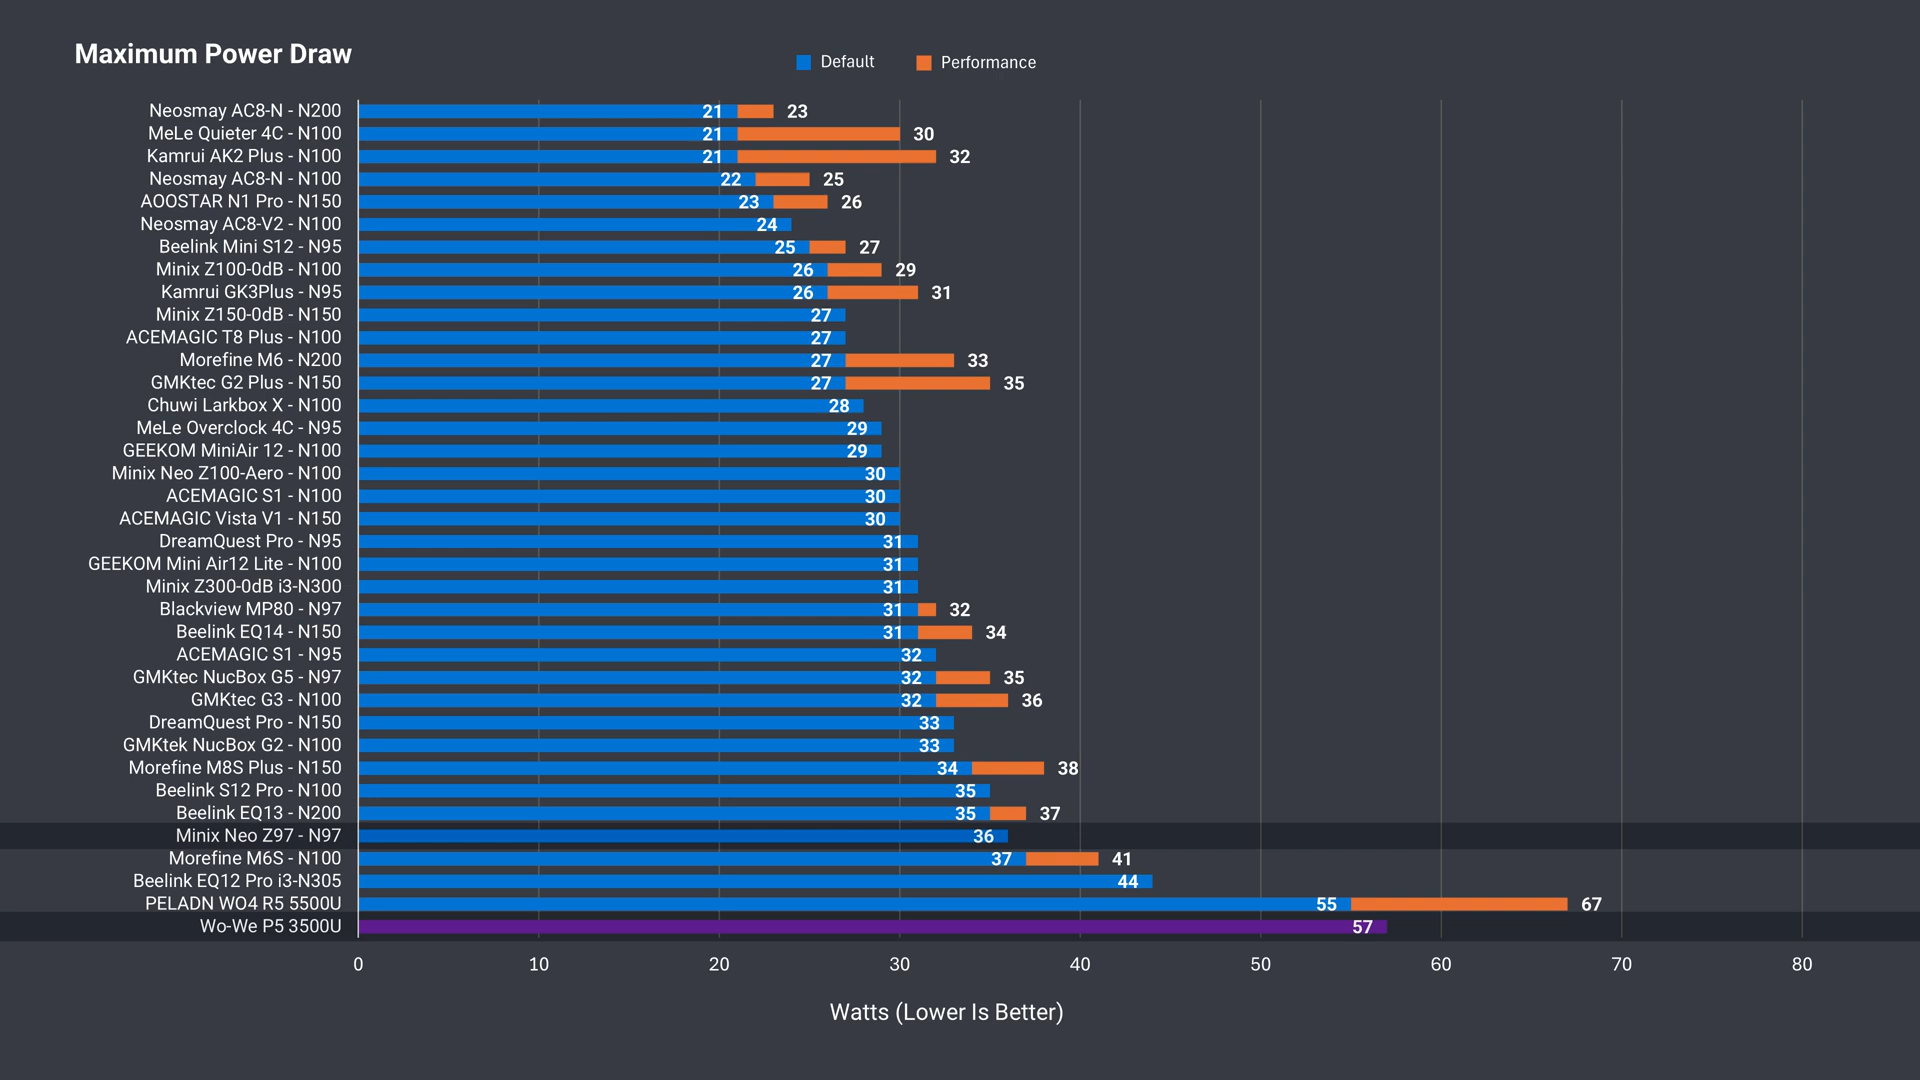 Maximum Power Draw
Default Performance
Neosmay AC8-N - N200 21 23
MeLe Quieter 4C - N100 21 30
Kamrui AK2 Plus - N100 21 32
Neosmay AC8-N - N100 22 25
AOOSTAR N1 Pro - N150 23 26
Neosmay AC8-V2 - N100 24
Beelink Mini S12 - N95 25 27
Minix Z100-0dB - N100 26 29
Kamrui GK3Plus - N95 26 31
Minix Z150-0dB - N150 27
ACEMAGIC T8 Plus - N100 27
Morefine M6 - N200 27 33
GMKtec G2 Plus - N150 27 35
Chuwi Larkbox X - N100 28
MeLe Overclock 4C - N95 29
GEEKOM MiniAir 12 - N100 29
Minix Neo Z100-Aero - N100 30
ACEMAGIC S1 - N100 30
ACEMAGIC Vista V1 - N150 30
DreamQuest Pro - N95 31
GEEKOM Mini Air12 Lite - N100 31
Minix Z300-0dB i3-N300 31
Blackview MP80 - N97 31 32
Beelink EQ14 - N150 31 34
ACEMAGIC S1 - N95 32
GMKtec NucBox G5 - N97 32 35
GMKtec G3 - N100 32 36
DreamQuest Pro - N150 33
GMKtek NucBox G2 - N100 33
Morefine M8S Plus - N150 34 38
Beelink S12 Pro - N100 35
Beelink EQ13 - N200 35 37
Minix Neo Z97 - N97 36
Morefine M6S - N100 37 41
Beelink EQ12 Pro i3-N305 44
PELADN WO4 R5 5500U 55 67
Wo-We P5 3500U 57
0 10 20 30 40 50 60 70 80
Watts (Lower Is Better)